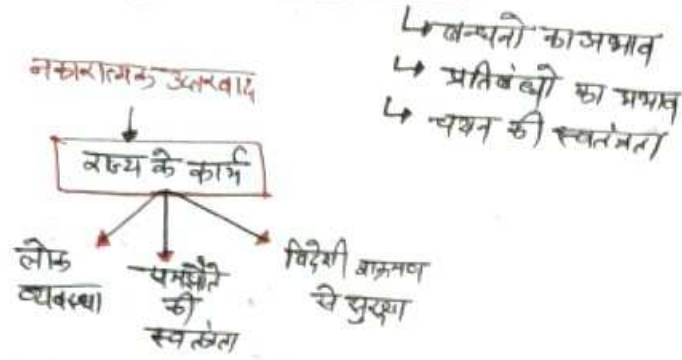 ↳ बन्धनों का अभाव
↳ प्रतिबंधों का अभाव
↳ चयन की स्वतंत्रता
नकारात्मक उदारवाद
राज्य के कार्य
लोक
व्यवस्था
समझौते
की
स्वतंत्रता
विदेशी आक्रमण
से सुरक्षा